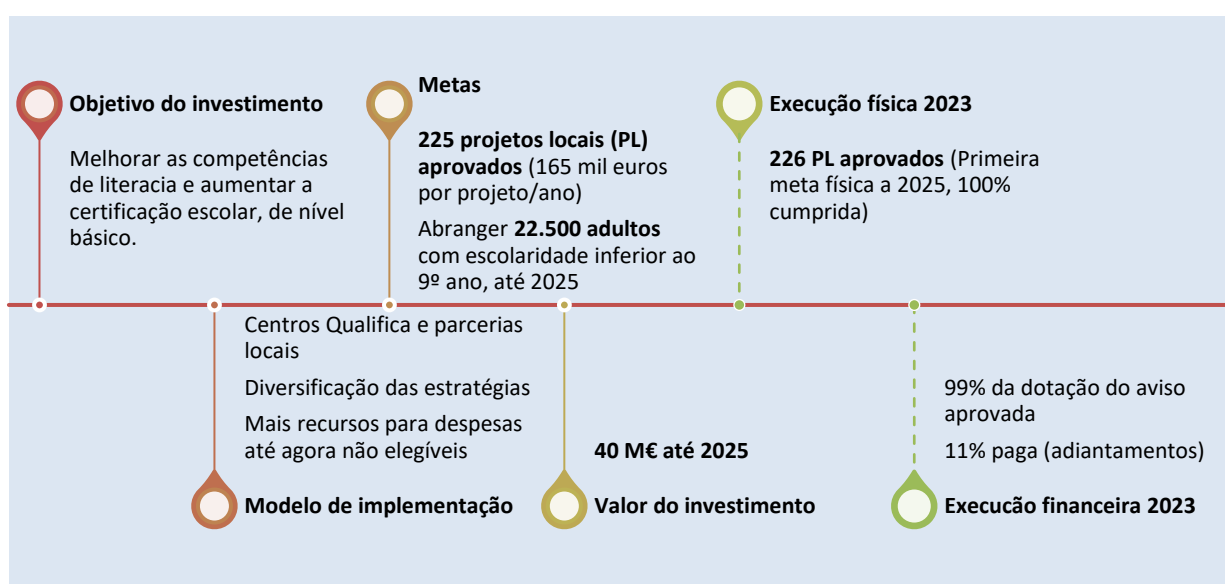 Objetivo do investimento
Melhorar as competências
de literacia e aumentar a
certificação escolar, de nível
básico.
Centros Qualifica e parcerias
locais
Diversificação das estratégias
Mais recursos para despesas
até agora não elegíveis
Modelo de implementação
Metas
225 projetos locais (PL)
aprovados (165 mil euros
por projeto/ano)
Abranger 22.500 adultos
com escolaridade inferior ao
9º ano, até 2025
40 M€ até 2025
Valor do investimento
Execução física 2023
226 PL aprovados (Primeira
meta física a 2025, 100%
cumprida)
99% da dotação do aviso
aprovada
11% paga (adiantamentos)
Execucão financeira 2023